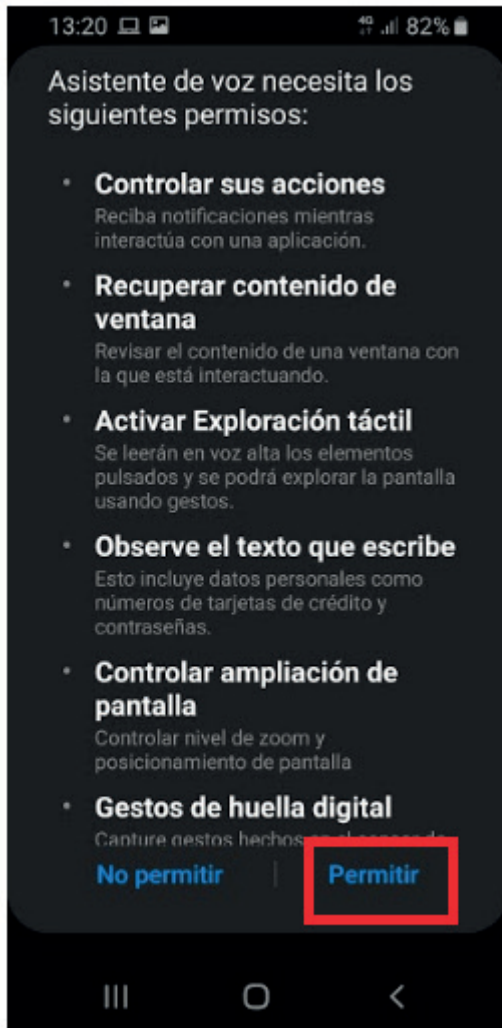 13:20 4G 82%
Asistente de voz necesita los
siguientes permisos:
• Controlar sus acciones
Reciba notificaciones mientras
interactúa con una aplicación.
• Recuperar contenido de
ventana
Revisar el contenido de una ventana con
la que está interactuando.
• Activar Exploración táctil
Se leerán en voz alta los elementos
pulsados y se podrá explorar la pantalla
usando gestos.
• Observe el texto que escribe
Esto incluye datos personales como
números de tarjetas de crédito y
contraseñas.
• Controlar ampliación de
pantalla
Controlar nivel de zoom y
posicionamiento de pantalla
• Gestos de huella digital
Capture gestos hechos
No permitir Permitir